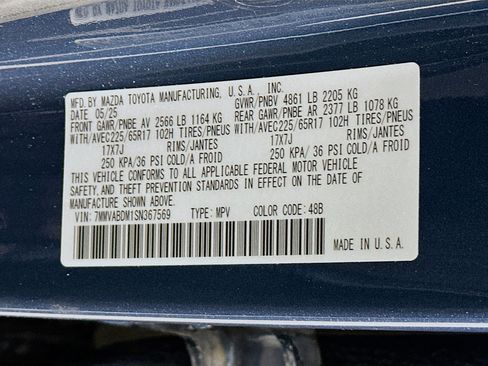 MFD. BY MAZDA TOYOTA MANUFACTURING, U.S.A., INC.
DATE 05/25 GVWR/PNBV 4861 LB 2205 KG
FRONT GAWR/PNBE AV 2566 LB 1164 KG REAR GAWR/PNBE AR 2377 LB 1078 KG
WITH/AVEC225/65R17 102H TIRES/PNEUS WITH/AVEC225/65R17 102H TIRES/PNEUS
17X7J RIMS/JANTES 17X7J RIMS/JANTES
250 KPA/36 PSI COLD/A FROID 250 KPA/36 PSI COLD/A FROID
THIS VEHICLE CONFORMS TO ALL APPLICABLE FEDERAL MOTOR VEHICLE
SAFETY, AND THEFT PREVENTION STANDARDS IN EFFECT ON THE DATE OF
MANUFACTURE SHOWN ABOVE.
VIN: 7MMVABDM1SN367569 TYPE: MPV COLOR CODE: 48B
MADE IN U.S.A.